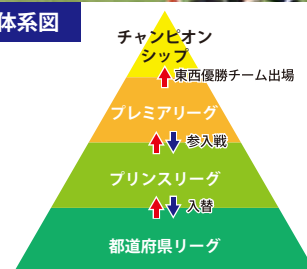 体系図
チャンピオン
シップ
東西優勝チーム出場
プレミアリーグ
参入戦
プリンスリーグ
入替
都道府県リーグ